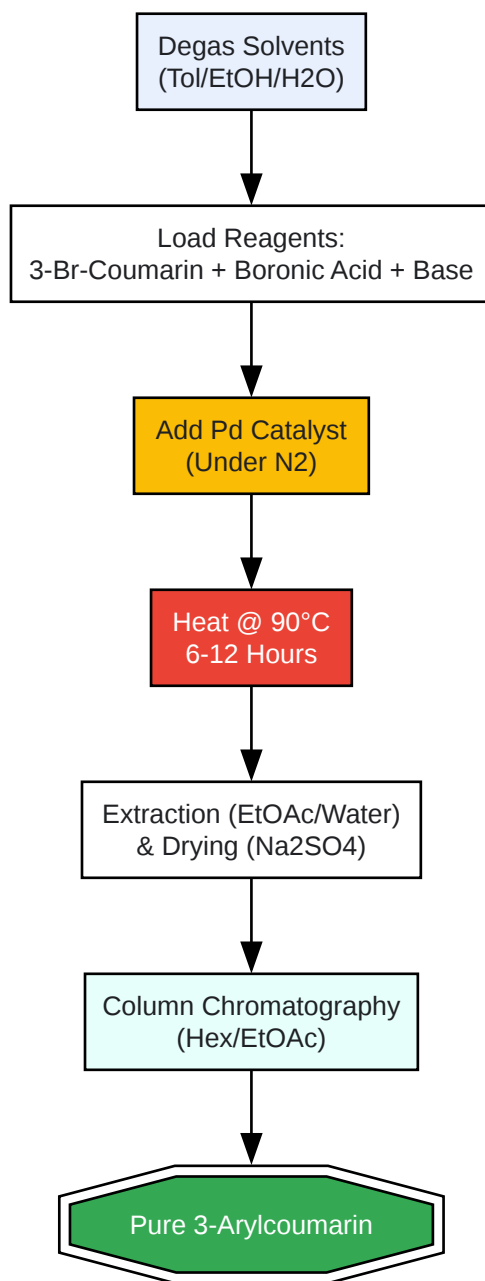 Degas Solvents
(Tol/EtOH/H2O)
Load Reagents:
3-Br-Coumarin + Boronic Acid + Base
Add Pd Catalyst
(Under N2)
Heat @ 90°C
6-12 Hours
Extraction (EtOAc/Water)
& Drying (Na2SO4)
Column Chromatography
(Hex/EtOAc)
Pure 3-Arylcoumarin